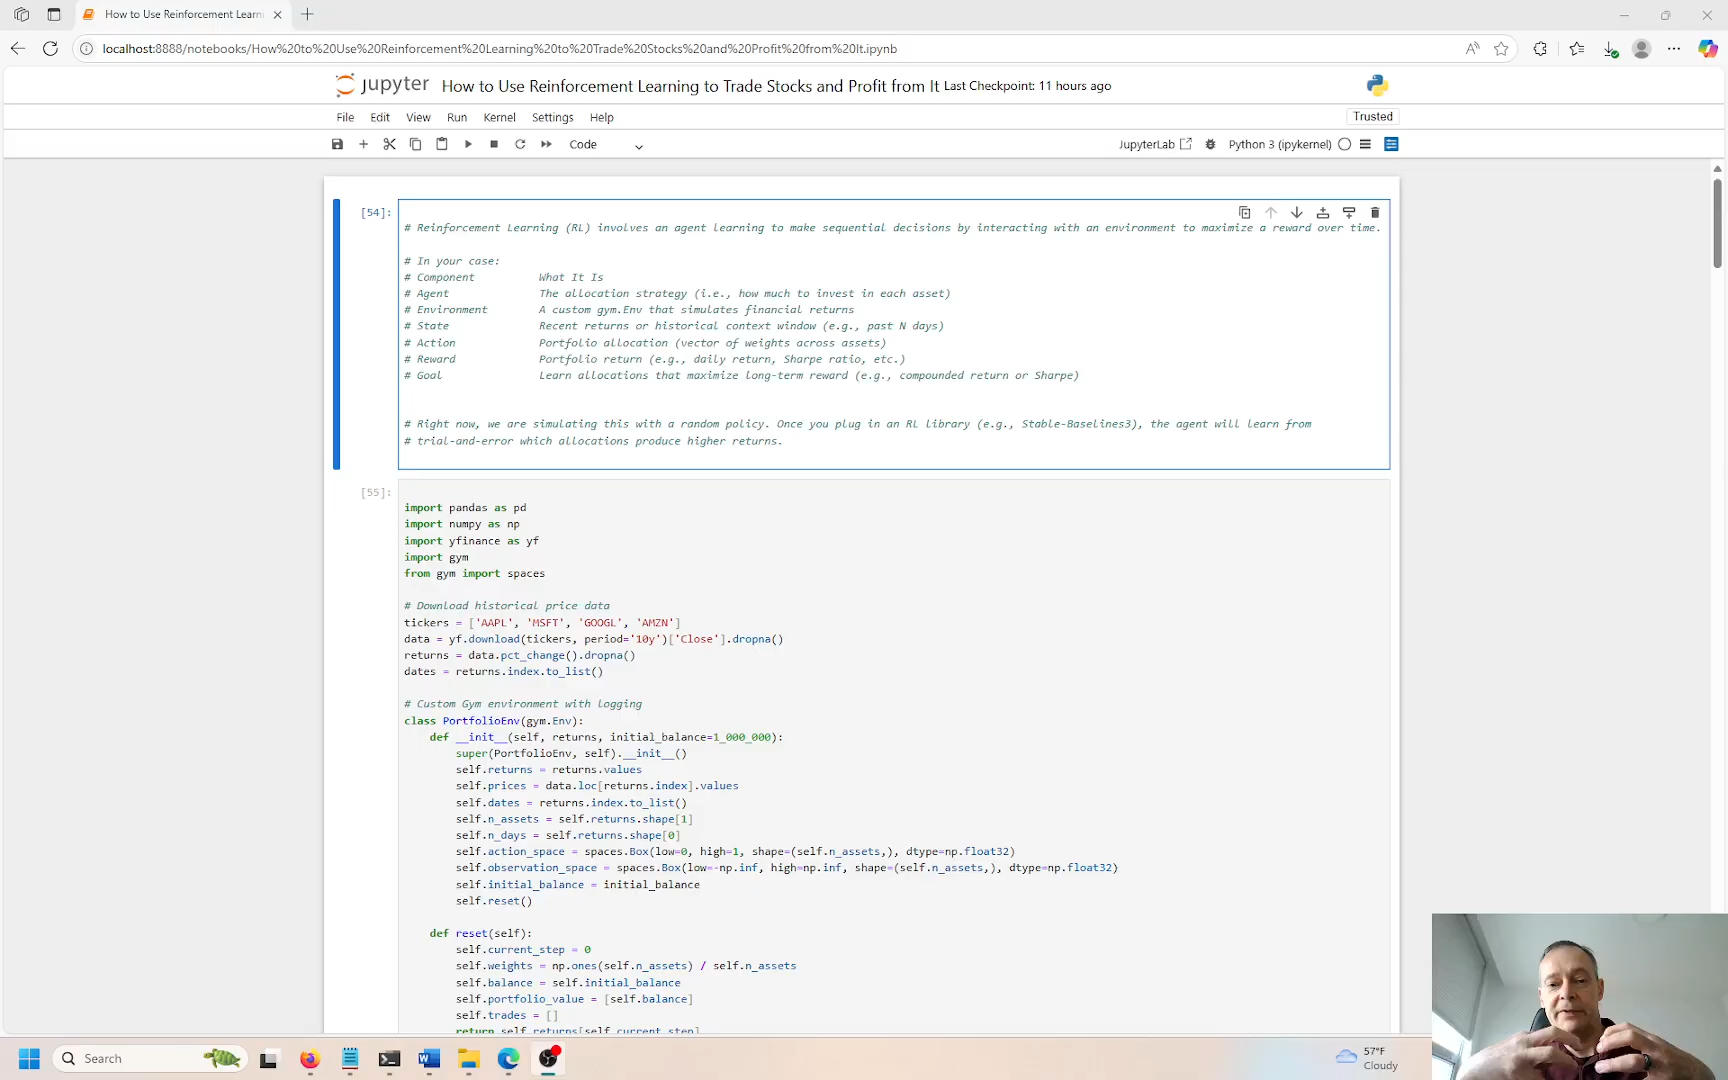 How to Use Reinforcement Learni
localhost:8888/notebooks/How%20to%20Use%20Reinforcement%20Learning%20to%20Trade%20Stocks%20and%20Profit%20from%20It.ipynb
jupyter How to Use Reinforcement Learning to Trade Stocks and Profit from It Last Checkpoint: 11 hours ago
File Edit View Run Kernel Settings Help
Trusted
Code
JupyterLab
Python 3 (ipykernel)
[54]:
# Reinforcement Learning (RL) involves an agent learning to make sequential decisions by interacting with an environment to maximize a reward over time.
# In your case:
# Component What It Is
# Agent The allocation strategy (i.e., how much to invest in each asset)
# Environment A custom gym.Env that simulates financial returns
# State Recent returns or historical context window (e.g., past N days)
# Action Portfolio allocation (vector of weights across assets)
# Reward Portfolio return (e.g., daily return, Sharpe ratio, etc.)
# Goal Learn allocations that maximize long-term reward (e.g., compounded return or Sharpe)
# Right now, we are simulating this with a random policy. Once you plug in an RL library (e.g., Stable-Baselines3), the agent will learn from
# trial-and-error which allocations produce higher returns.
[55]:
import pandas as pd
import numpy as np
import yfinance as yf
import gym
from gym import spaces
# Download historical price data
tickers = ['AAPL', 'MSFT', 'GOOGL', 'AMZN']
data = yf.download(tickers, period='10y')['Close'].dropna()
returns = data.pct_change().dropna()
dates = returns.index.to_list()
# Custom Gym environment with logging
class PortfolioEnv(gym.Env):
def __init__(self, returns, initial_balance=1_000_000):
super(PortfolioEnv, self).__init__()
self.returns = returns.values
self.prices = data.loc[returns.index].values
self.dates = returns.index.to_list()
self.n_assets = self.returns.shape[1]
self.n_days = self.returns.shape[0]
self.action_space = spaces.Box(low=0, high=1, shape=(self.n_assets,), dtype=np.float32)
self.observation_space = spaces.Box(low=-np.inf, high=np.inf, shape=(self.n_assets,), dtype=np.float32)
self.initial_balance = initial_balance
self.reset()
def reset(self):
self.current_step = 0
self.weights = np.ones(self.n_assets) / self.n_assets
self.balance = self.initial_balance
self.portfolio_value = [self.balance]
self.trades = []
return self.returns[self.current_step]
Search
57°F
Cloudy